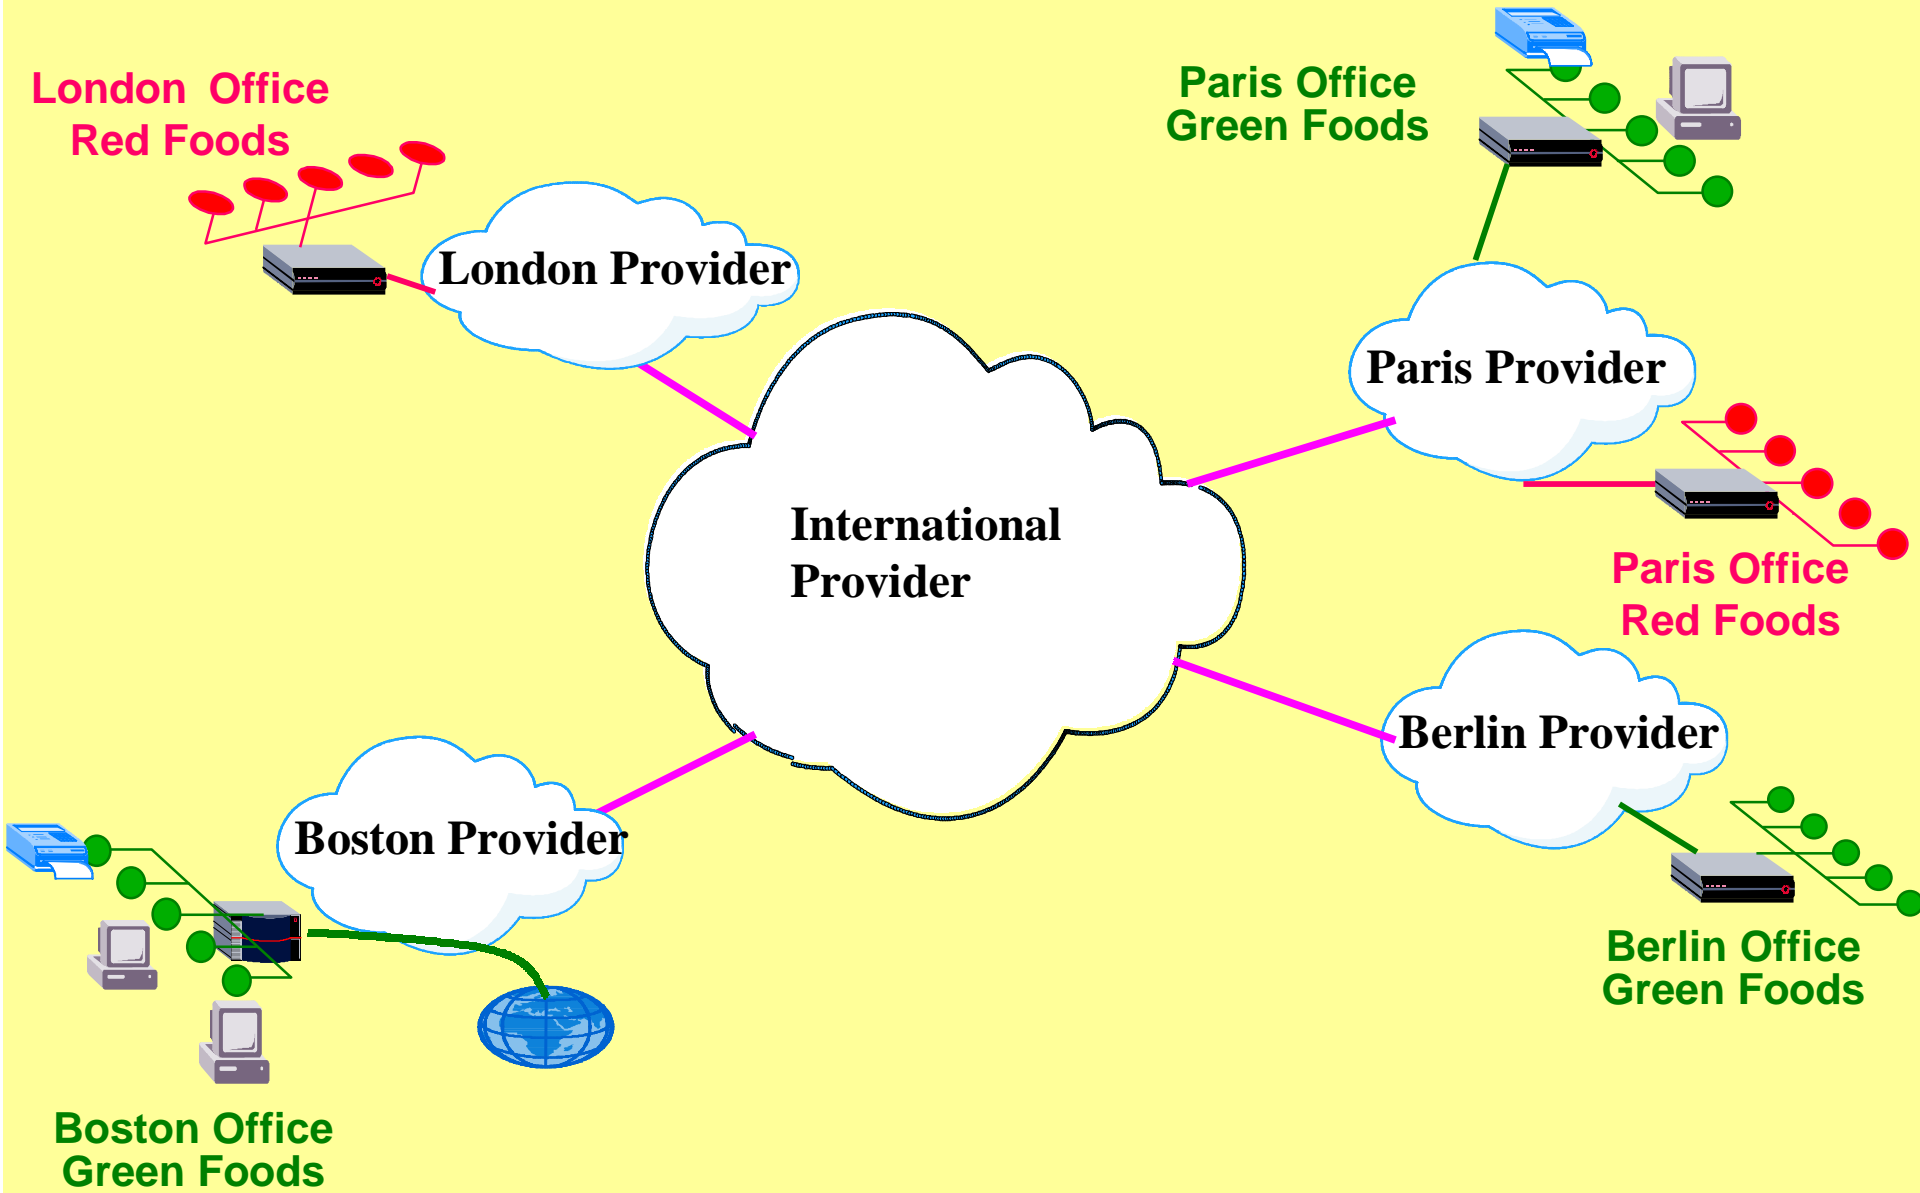 London Office
Red Foods
Paris Office
Green Foods
London Provider
Paris Provider
International
Provider
Paris Office
Red Foods
Berlin Provider
Boston Provider
Berlin Office
Green Foods
Boston Office
Green Foods